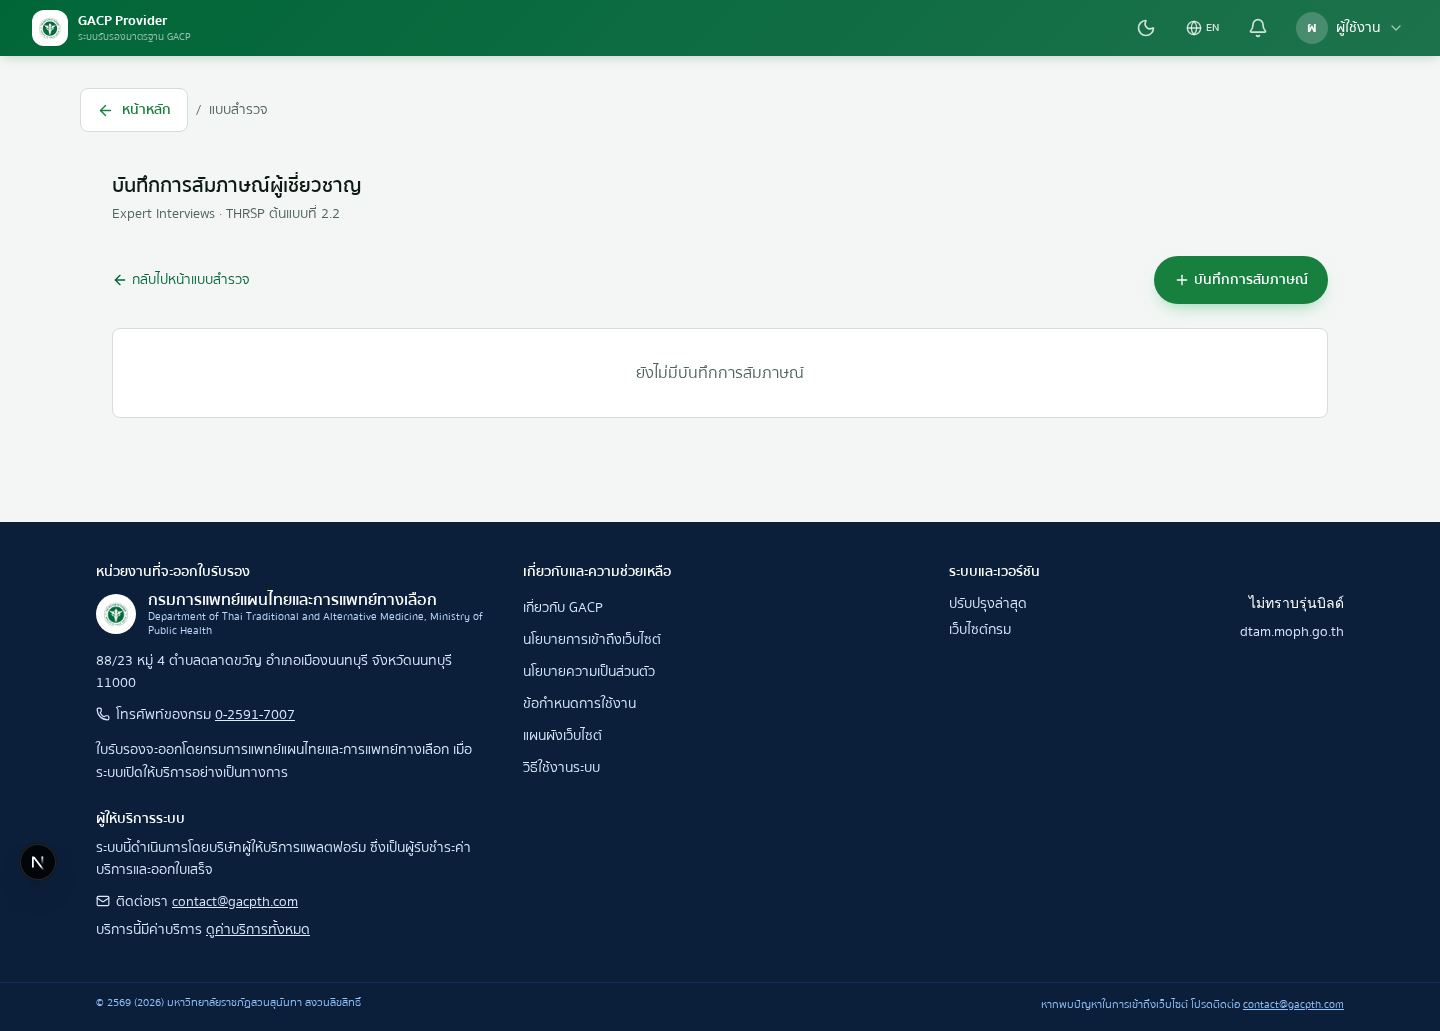 GACP Provider
ระบบรับรองมาตรฐาน GACP
EN
ผ
ผู้ใช้งาน
หน้าหลัก
/ แบบสำรวจ
บันทึกการสัมภาษณ์ผู้เชี่ยวชาญ
Expert Interviews · THRSP ต้นแบบที่ 2.2
กลับไปหน้าแบบสำรวจ
บันทึกการสัมภาษณ์
ยังไม่มีบันทึกการสัมภาษณ์
หน่วยงานที่จะออกใบรับรอง
กรมการแพทย์แผนไทยและการแพทย์ทางเลือก
Department of Thai Traditional and Alternative Medicine, Ministry of
Public Health
88/23 หมู่ 4 ตำบลตลาดขวัญ อำเภอเมืองนนทบุรี จังหวัดนนทบุรี
11000
โทรศัพท์ของกรม 0-2591-7007
ใบรับรองจะออกโดยกรมการแพทย์แผนไทยและการแพทย์ทางเลือก เมื่อ
ระบบเปิดให้บริการอย่างเป็นทางการ
ผู้ให้บริการระบบ
ระบบนี้ดำเนินการโดยบริษัทผู้ให้บริการแพลตฟอร์ม ซึ่งเป็นผู้รับชำระค่า
บริการและออกใบเสร็จ
ติดต่อเรา contact@gacpth.com
บริการนี้มีค่าบริการ ดูค่าบริการทั้งหมด
เกี่ยวกับและความช่วยเหลือ
เกี่ยวกับ GACP
นโยบายการเข้าถึงเว็บไซต์
นโยบายความเป็นส่วนตัว
ข้อกำหนดการใช้งาน
แผนผังเว็บไซต์
วิธีใช้งานระบบ
ระบบและเวอร์ชัน
ปรับปรุงล่าสุด
ไม่ทราบรุ่นบิลด์
เว็บไซต์กรม
dtam.moph.go.th
N
© 2569 (2026) มหาวิทยาลัยราชภัฏสวนสุนันทา สงวนลิขสิทธิ์
หากพบปัญหาในการเข้าถึงเว็บไซต์ โปรดติดต่อ contact@gacpth.com